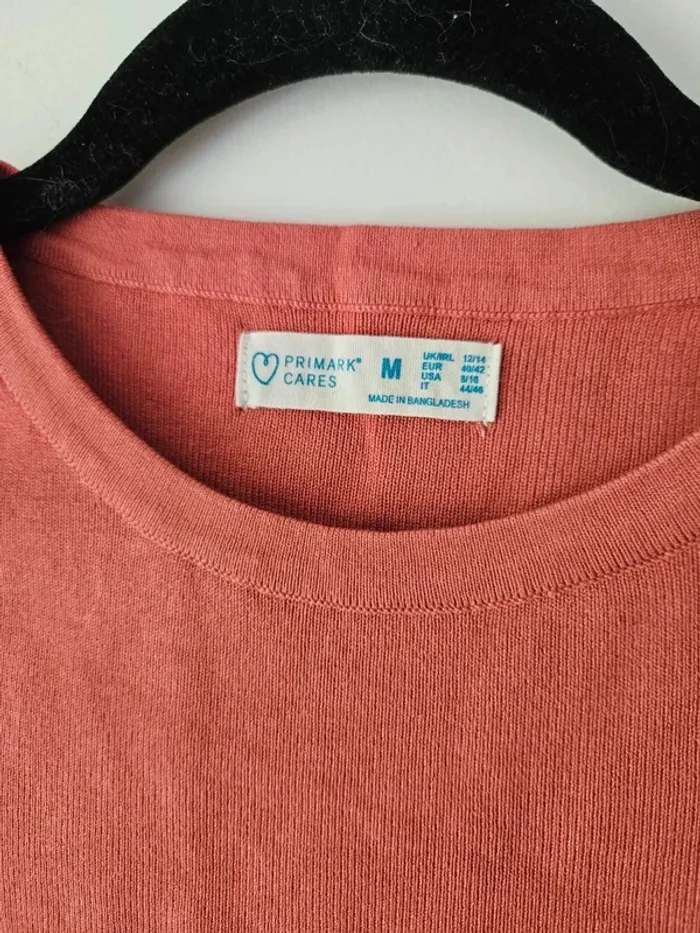 PRIMARK®
CARES
M
UK/IRL 12/14
EUR 40/42
USA 8/10
IT 44/46
MADE IN BANGLADESH